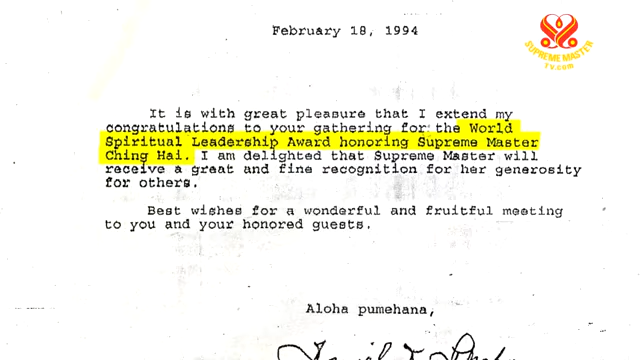 February 18, 1994
SUPREME MASTER
TV.com
It is with great pleasure that I extend my
congratulations to your gathering for the World
Spiritual Leadership Award honoring Supreme Master
Ching Hai. I am delighted that Supreme Master will
receive a great and fine recognition for her generosity
for others.
Best wishes for a wonderful and fruitful meeting
to you and your honored guests.
Aloha pumehana,